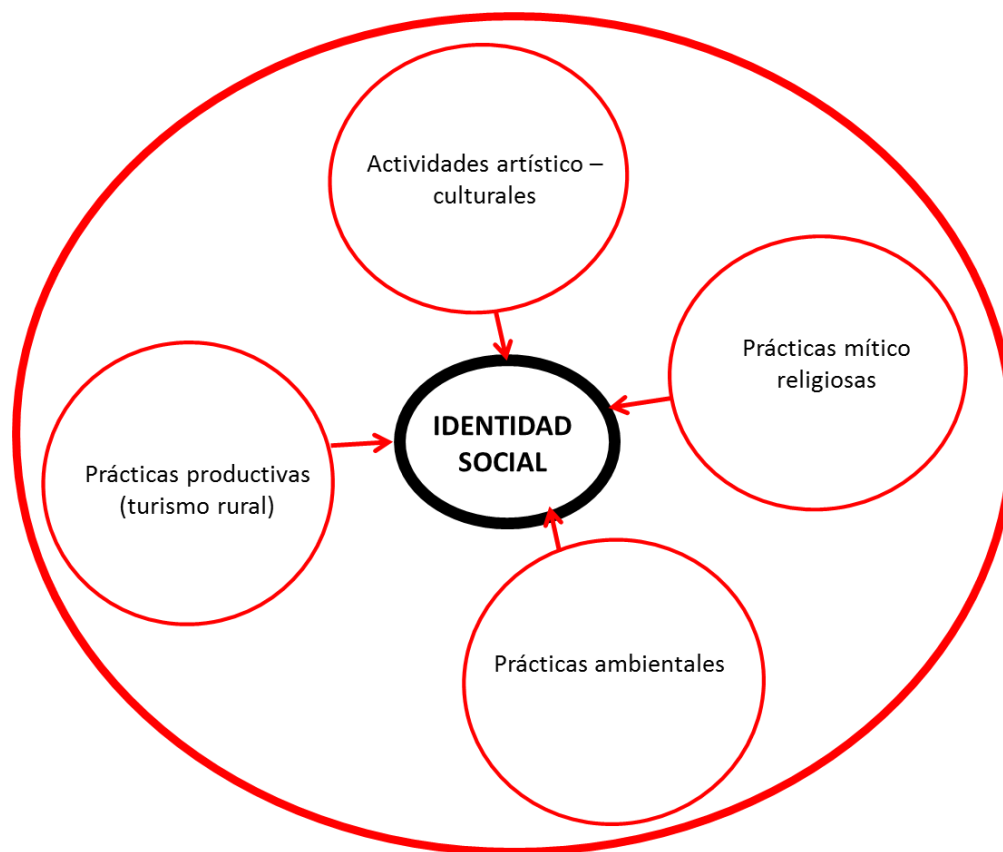 Actividades artístico –
culturales
Prácticas mítico
religiosas
IDENTIDAD
SOCIAL
Prácticas productivas
(turismo rural)
Prácticas ambientales